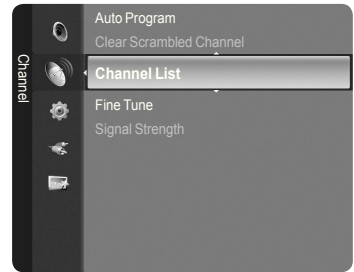 Channel
Auto Program
Clear Scrambled Channel
Channel List
Fine Tune
Signal Strength